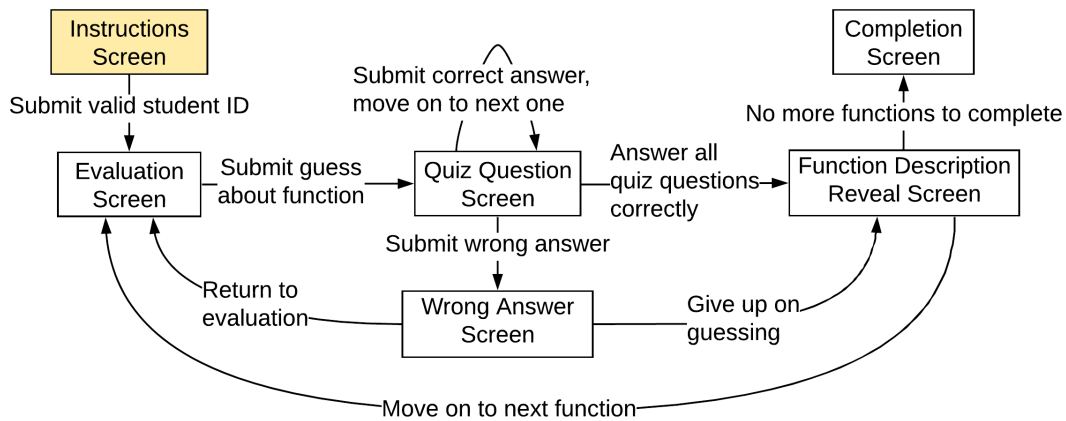 Instructions
Screen
Completion
Screen
Submit correct answer,
move on to next one
Submit valid student ID
No more functions to complete
Evaluation
Screen
Submit guess
about function
Quiz Question
Screen
Answer all
quiz questions
correctly
Function Description
Reveal Screen
Submit wrong answer
Return to
evaluation
Wrong Answer
Screen
Give up on
guessing
Move on to next function